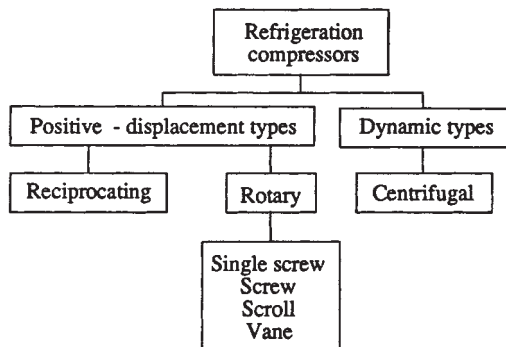 Refrigeration
compressors
Positive - displacement types
Dynamic types
Reciprocating
Rotary
Centrifugal
Single screw
Screw
Scroll
Vane